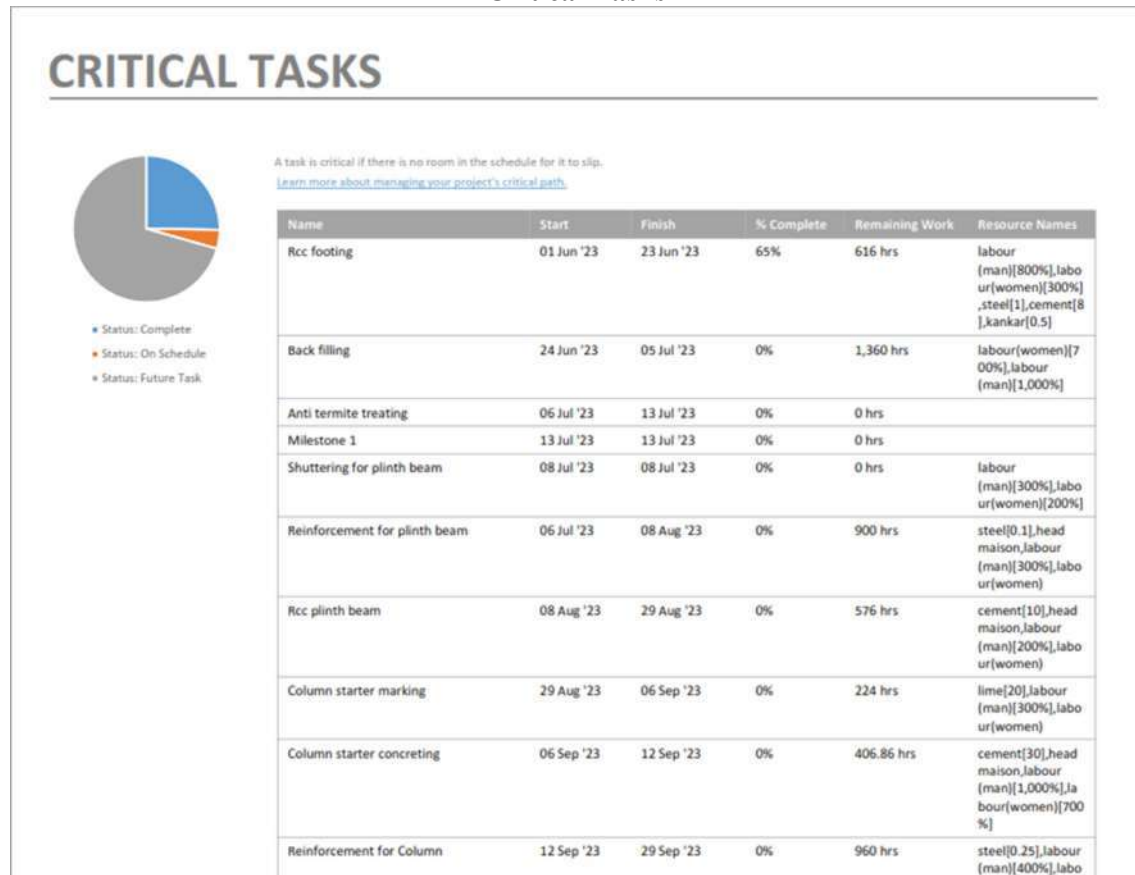 CRITICAL TASKS
A task is critical if there is no room in the schedule for it to slip.
Learn more about managing your project's critical path.
Status: Complete
Status: On Schedule
Status: Future Task
Name Start Finish % Complete Remaining Work Resource Names
Rcc footing 01 Jun '23 23 Jun '23 65% 616 hrs labour
(man)[800%],labo
ur(women)[300%]
,steel[1],cement[8
],kankar[0.5]
Back filling 24 Jun '23 05 Jul '23 0% 1,360 hrs labour(women)[7
00%],labour
(man)[1,000%]
Anti termite treating 06 Jul '23 13 Jul '23 0% 0 hrs
Milestone 1 13 Jul '23 13 Jul '23 0% 0 hrs
Shuttering for plinth beam 08 Jul '23 08 Jul '23 0% 0 hrs labour
(man)[300%],labo
ur(women)[200%]
Reinforcement for plinth beam 06 Jul '23 08 Aug '23 0% 900 hrs steel[0.1],head
maison,labour
(man)[300%],labo
ur(women)
Rcc plinth beam 08 Aug '23 29 Aug '23 0% 576 hrs cement[10],head
maison,labour
(man)[200%],labo
ur(women)
Column starter marking 29 Aug '23 06 Sep '23 0% 224 hrs lime[20],labour
(man)[300%],labo
ur(women)
Column starter concreting 06 Sep '23 12 Sep '23 0% 406.86 hrs cement[30],head
maison,labour
(man)[1,000%],la
bour(women)[700
%]
Reinforcement for Column 12 Sep '23 29 Sep '23 0% 960 hrs steel[0.25],labour
(man)[400%],labo